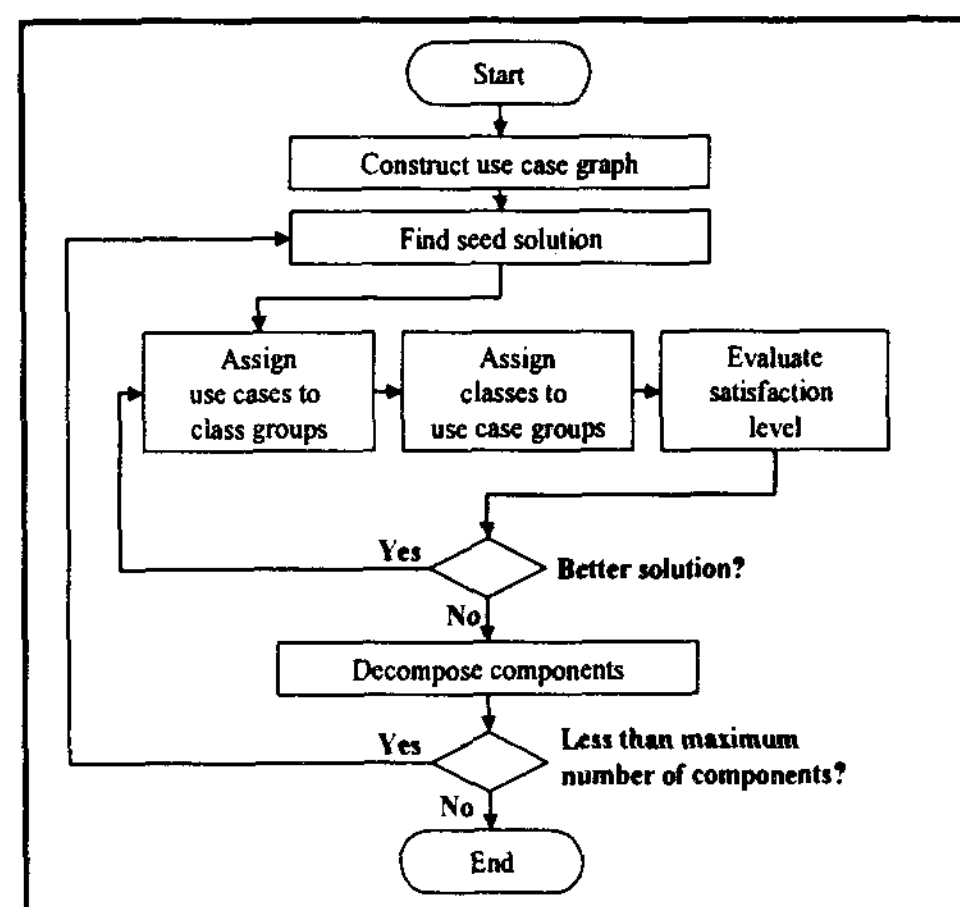 Start
Construct use case graph
Find seed solution
Assign
use cases to
class groups
Assign
classes to
use case groups
Evaluate
satisfaction
level
Yes
Better solution?
No
Decompose components
Yes
Less than maximum
number of components?
No
End